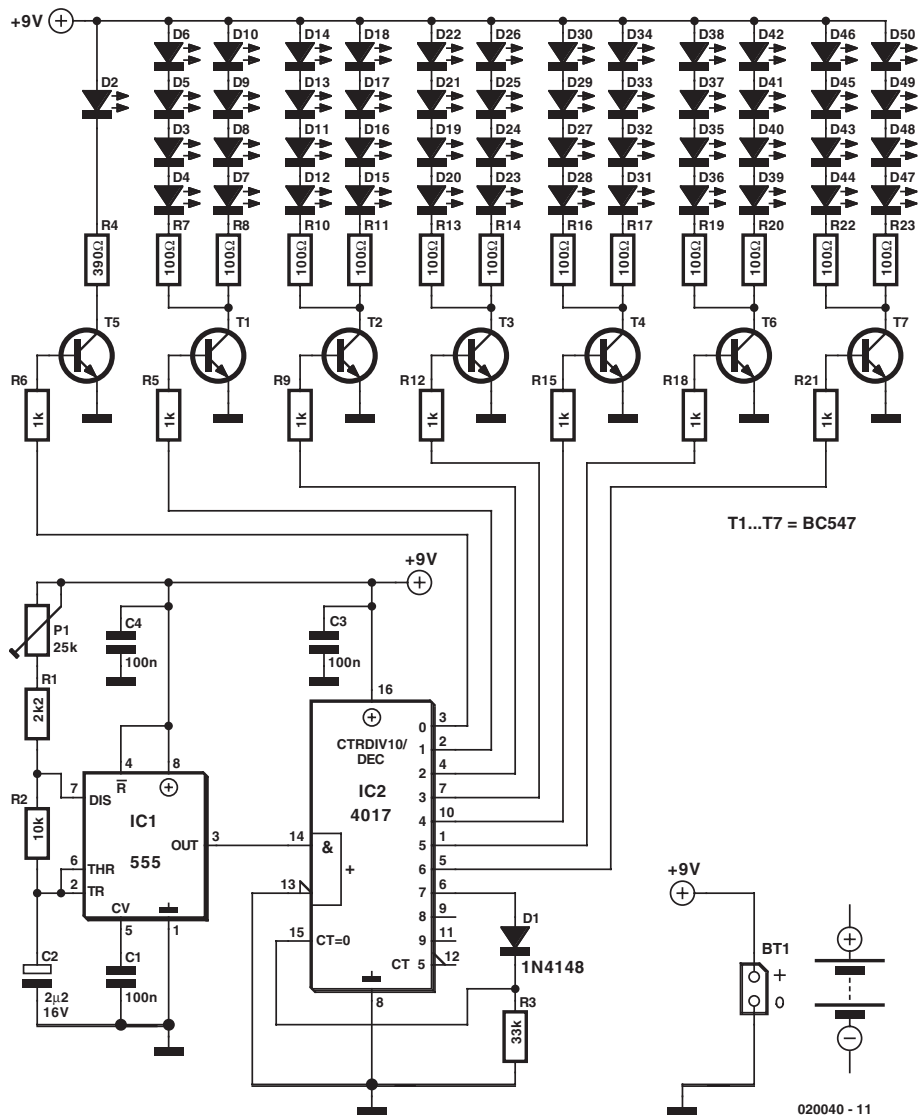 +9V
D6 D10 D14 D18 D22 D26 D30 D34 D38 D42 D46 D50
D2 D5 D9 D13 D17 D21 D25 D29 D33 D37 D41 D45 D49
D3 D8 D11 D16 D19 D24 D27 D32 D35 D40 D43 D48
D4 D7 D12 D15 D20 D23 D28 D31 D36 D39 D44 D47
R4 R7 R8 R10 R11 R13 R14 R16 R17 R19 R20 R22 R23
390Ω 100Ω 100Ω 100Ω 100Ω 100Ω 100Ω 100Ω 100Ω 100Ω 100Ω 100Ω 100Ω
T5 T1 T2 T3 T4 T6 T7
R6 R5 R9 R12 R15 R18 R21
1k 1k 1k 1k 1k 1k 1k
T1...T7 = BC547
+9V
P1
25k
C4
100n
C3
100n
R1
2k2
16
3
0
CTRDIV10/
DEC
2
1
4
2
IC2
7
3
4017
10
4
1
5
5
6
6
7
9
8
11
9
12
CT 5
14
&
+
13
15
CT=0
8
4
8
R
7
DIS
R2
10k
IC1
555
OUT
3
6
THR
2
TR
CV
5
1
C2
2µ2
16V
C1
100n
D1
1N4148
R3
33k
+9V
BT1
+
0
+
−
020040 - 11